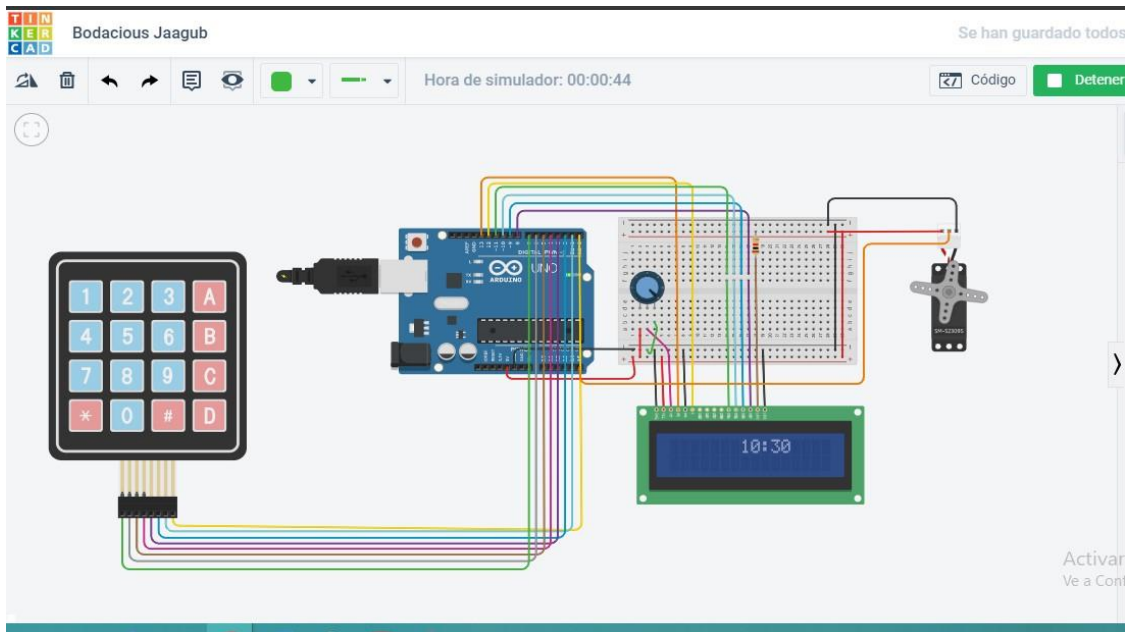 TIN
KER
CAD
Bodacious Jaagub
Se han guardado todos
Hora de simulador: 00:00:44
Código
Detener
1 2 3 A
4 5 6 B
7 8 9 C
* 0 # D
ARDUINO
UNO
10:30
Activar
Ve a Conf